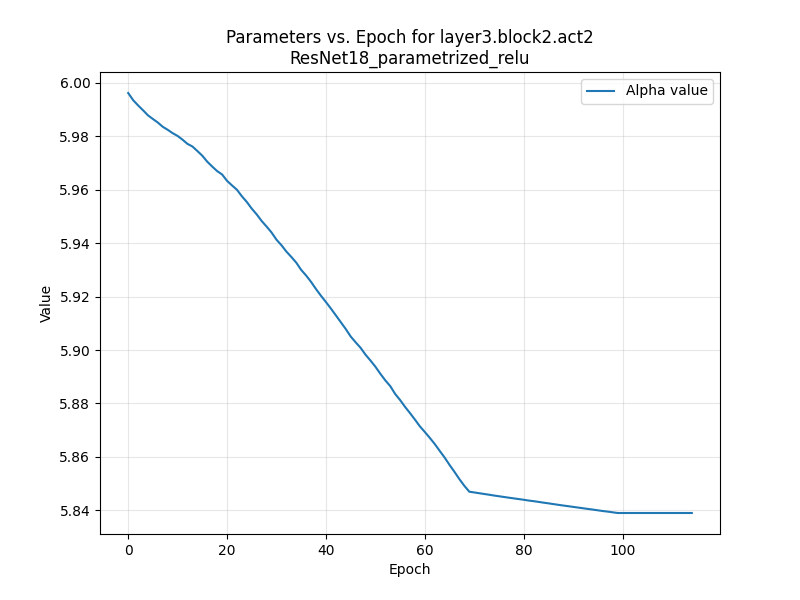 Parameters vs. Epoch for layer3.block2.act2
ResNet18_parametrized_relu
Alpha value
6.00
5.98
5.96
5.94
5.92
5.90
5.88
5.86
5.84
Value
0 20 40 60 80 100
Epoch